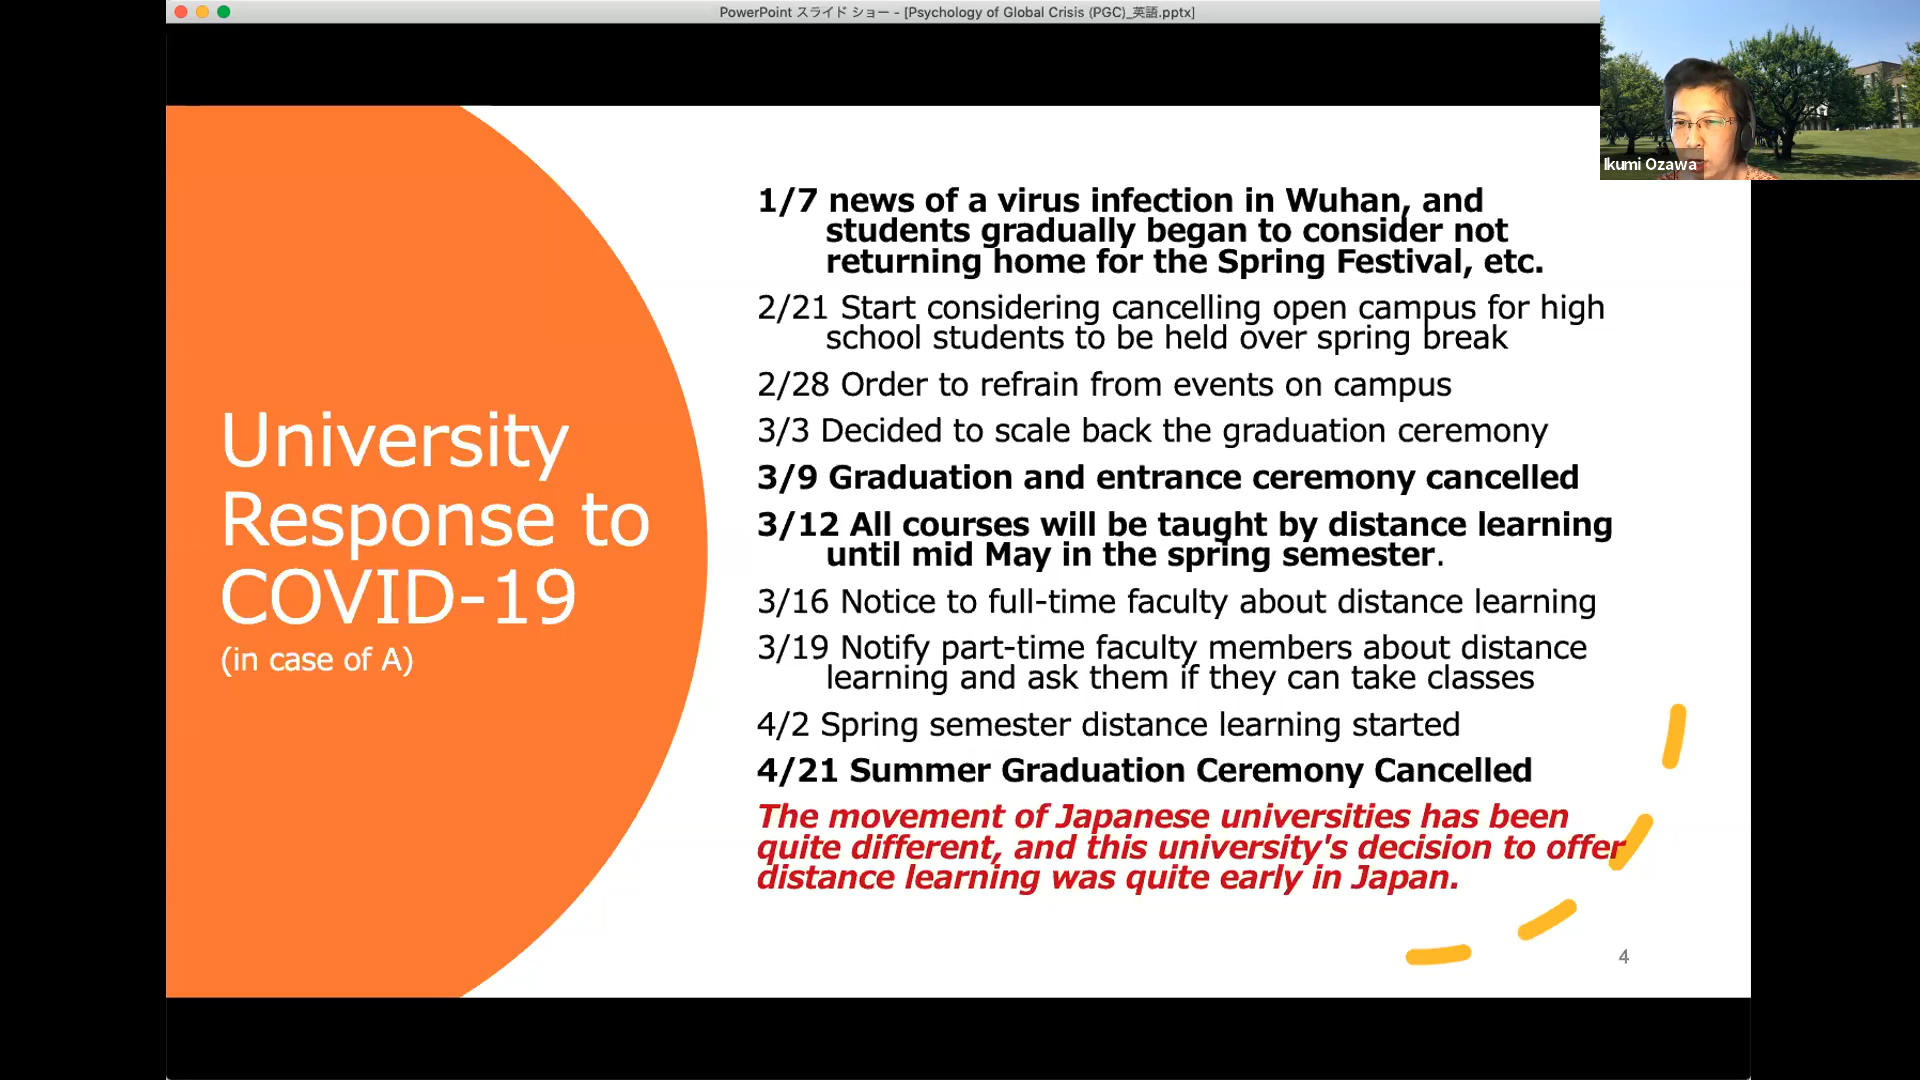 PowerPoint スライド ショー - [Psychology of Global Crisis (PGC)_英語.pptx]
Ikumi Ozawa
University
Response to
COVID-19
(in case of A)
1/7 news of a virus infection in Wuhan, and
students gradually began to consider not
returning home for the Spring Festival, etc.
2/21 Start considering cancelling open campus for high
school students to be held over spring break
2/28 Order to refrain from events on campus
3/3 Decided to scale back the graduation ceremony
3/9 Graduation and entrance ceremony cancelled
3/12 All courses will be taught by distance learning
until mid May in the spring semester.
3/16 Notice to full-time faculty about distance learning
3/19 Notify part-time faculty members about distance
learning and ask them if they can take classes
4/2 Spring semester distance learning started
4/21 Summer Graduation Ceremony Cancelled
The movement of Japanese universities has been
quite different, and this university's decision to offer
distance learning was quite early in Japan.
4